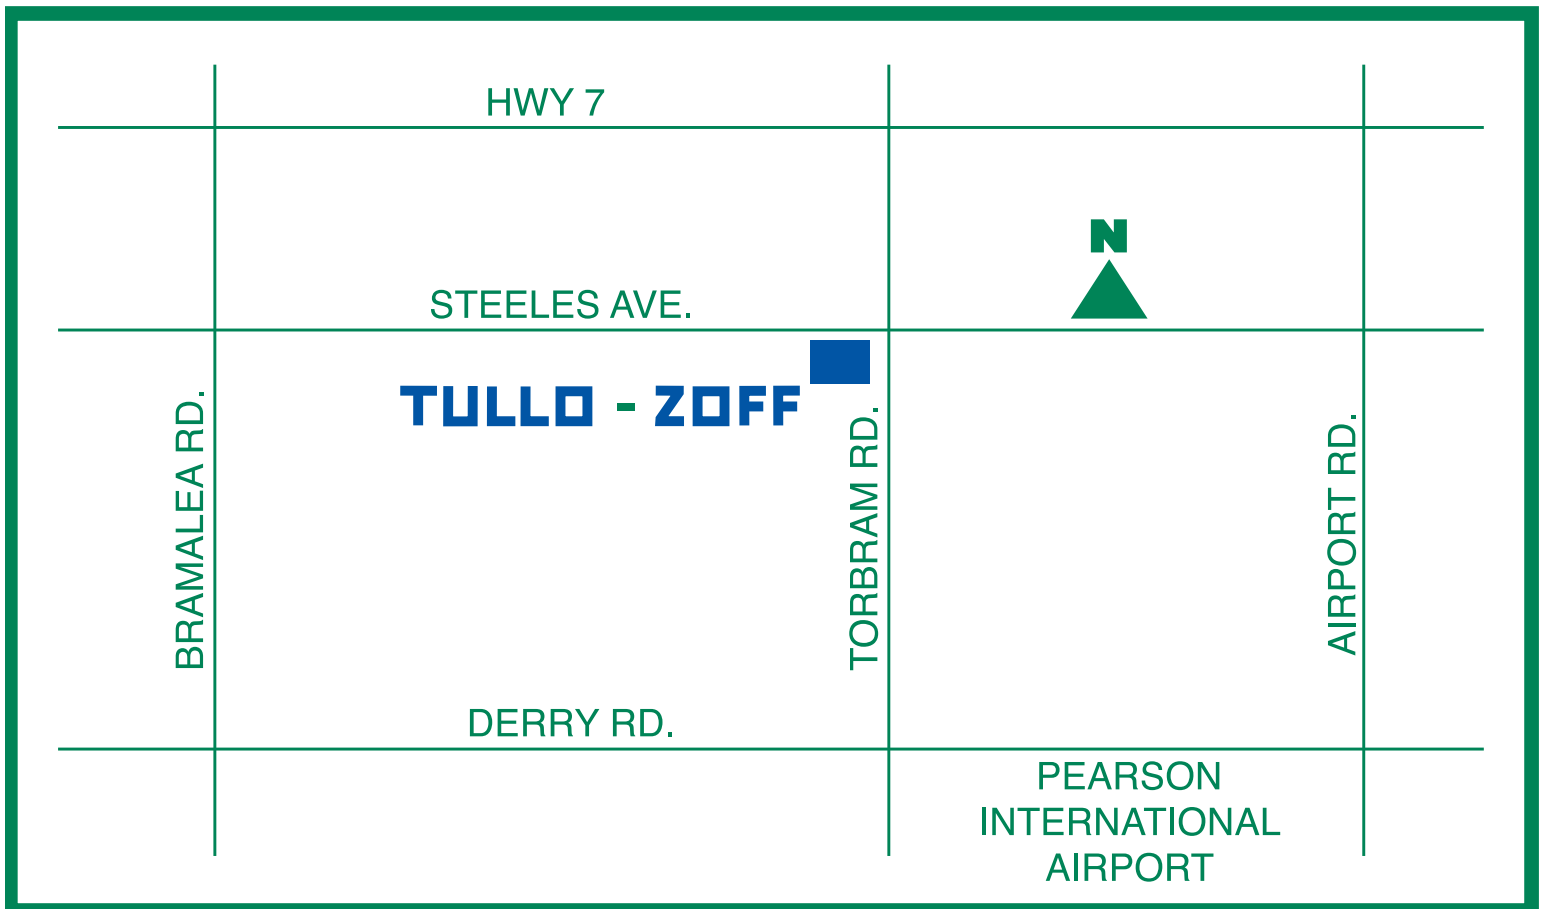 HWY 7
N
STEELES AVE.
TULLO - ZOFF
BRAMALEA RD.
TORBRAM RD.
AIRPORT RD.
DERRY RD.
PEARSON
INTERNATIONAL
AIRPORT